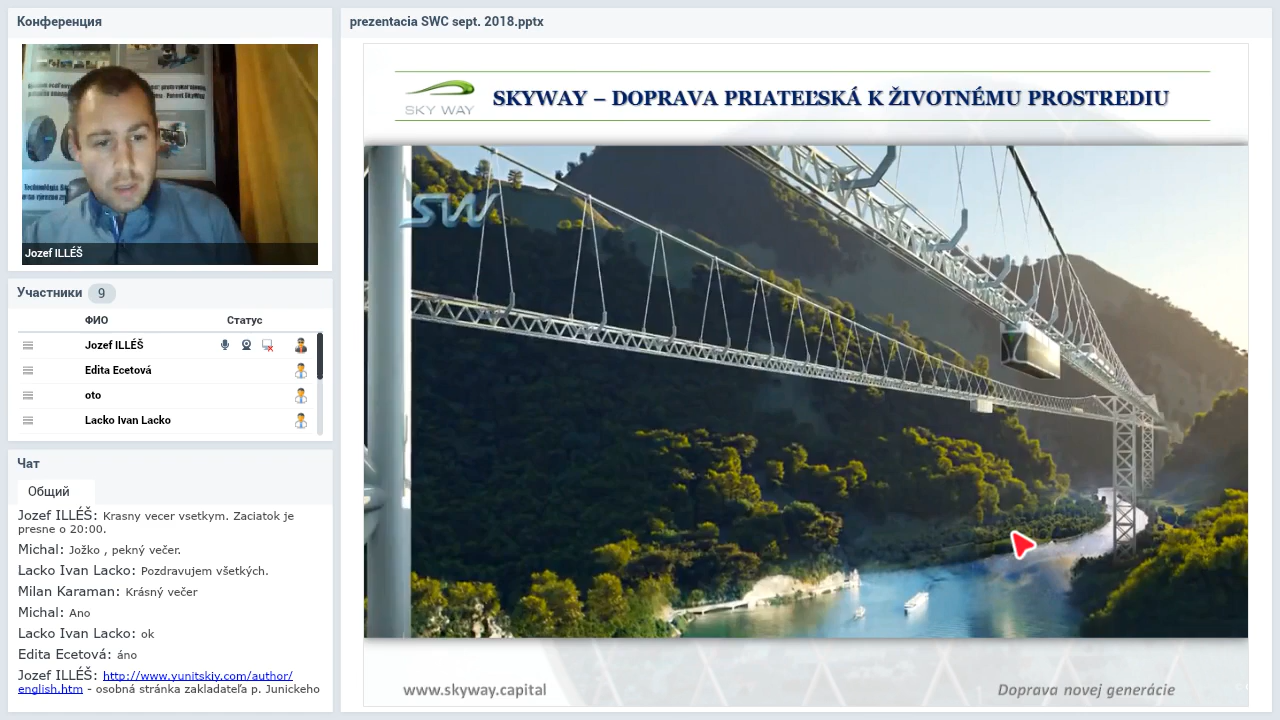 Конференция
Jozef ILLÉŠ
Участники 9
ФИО Статус
Jozef ILLÉŠ
Edita Ecetová
oto
Lacko Ivan Lacko
Чат
Общий
Jozef ILLÉŠ: Krasny vecer vsetkym. Zaciatok je
presne o 20:00.
Michal: Jožko , pekný večer.
Lacko Ivan Lacko: Pozdravujem všetkých.
Milan Karaman: Krásný večer
Michal: Ano
Lacko Ivan Lacko: ok
Edita Ecetová: áno
Jozef ILLÉŠ: http://www.yunitskiy.com/author/
english.htm - osobná stránka zakladateľa p. Junickeho
prezentacia SWC sept. 2018.pptx
SKY WAY
SKYWAY – DOPRAVA PRIATEĽSKÁ K ŽIVOTNÉMU PROSTREDIU
SW
www.skyway.capital
Doprava novej generácie